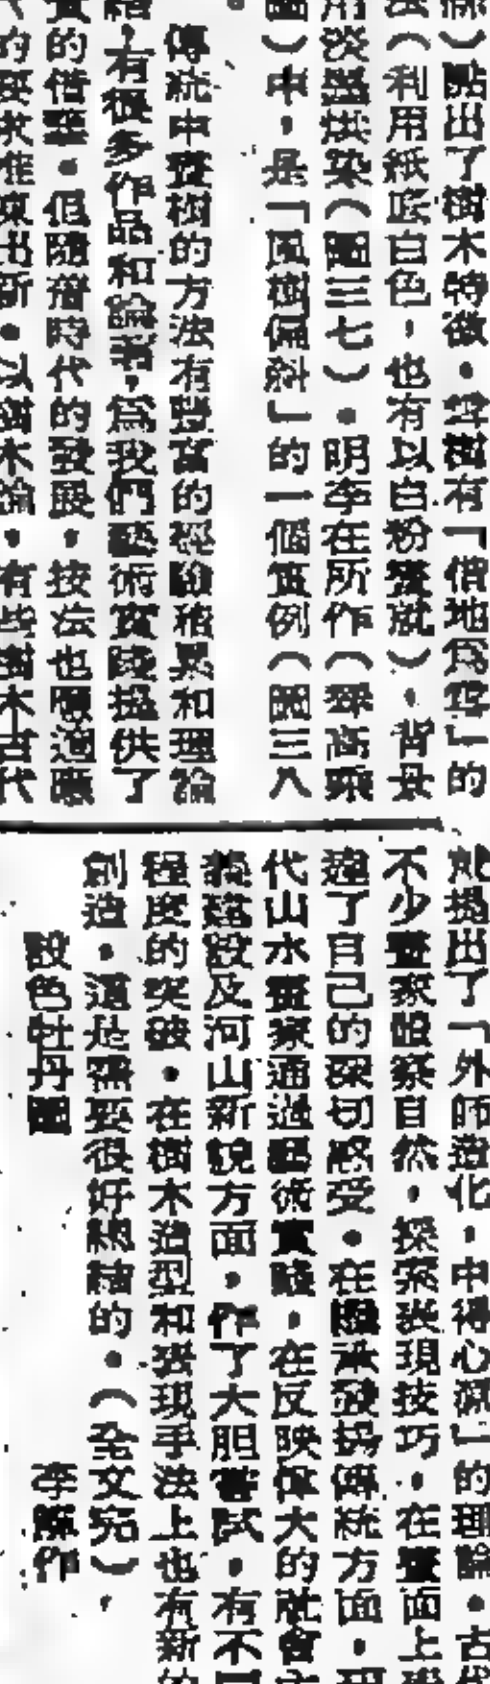 點出了樹木特徵。雪樹有「借地為雪」的
法（利用紙底白色，也有以白粉畫就）。背景
用淡墨烘染（圖三七）。明李在所作（琴高乘
圖）中，是「風樹偏斜」的一個實例（圖三八
傳統中畫樹的方法有豐富的經驗積累和理論
結，有很多作品和論著，為我們藝術實踐提供了
的借鑒。但隨着時代的發展，技法也應適應
的要求推陳出新。以樹木論，有些樹木古代
就提出了「外師造化，中得心源」的理論。古代
不少畫家觀察自然，探索表現技巧，在畫面上
達了自己的深切感受。在繼承發揚傳統方面，現
代山水畫家通過藝術實踐，在反映偉大的社會主
義建設及河山新貌方面，作了大胆嘗試，有不同
程度的突破。在樹木造型和表現手法上也有新的
創造。還是需要很好總結的。（全文完）
設色牡丹圖 李 作